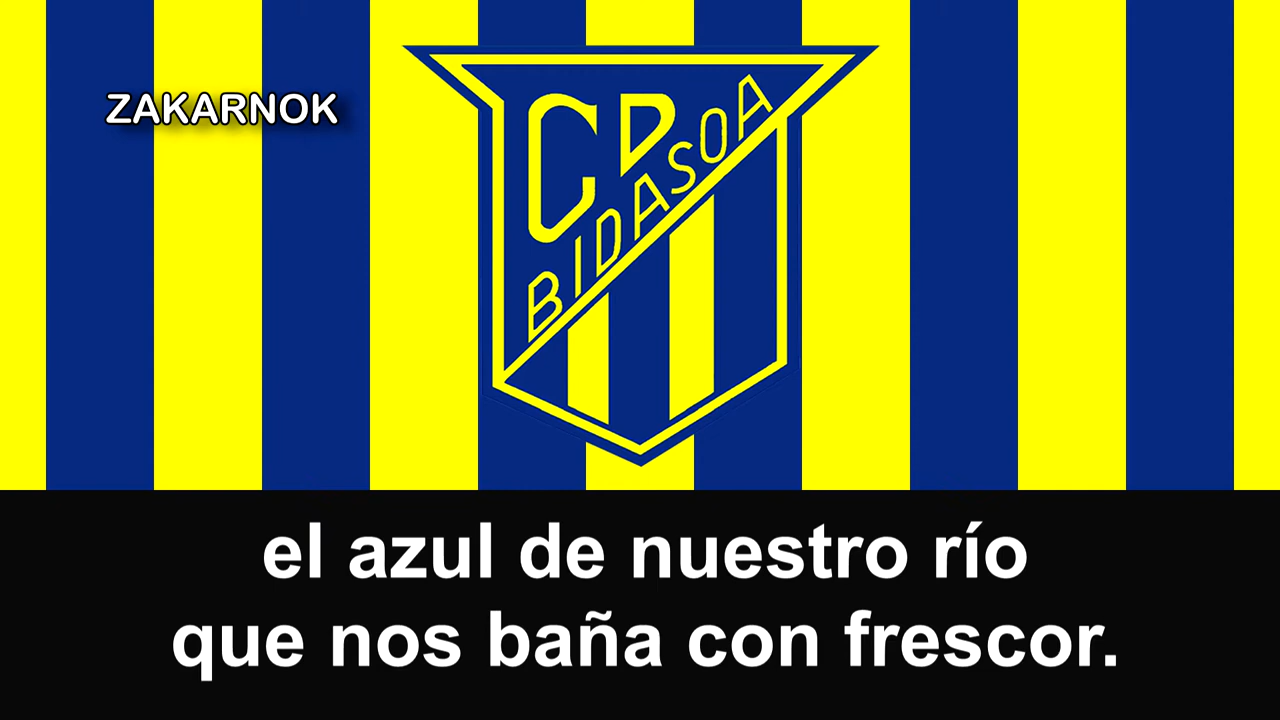 ZAKARNOK
CD
BIDASOA
el azul de nuestro río
que nos baña con frescor.